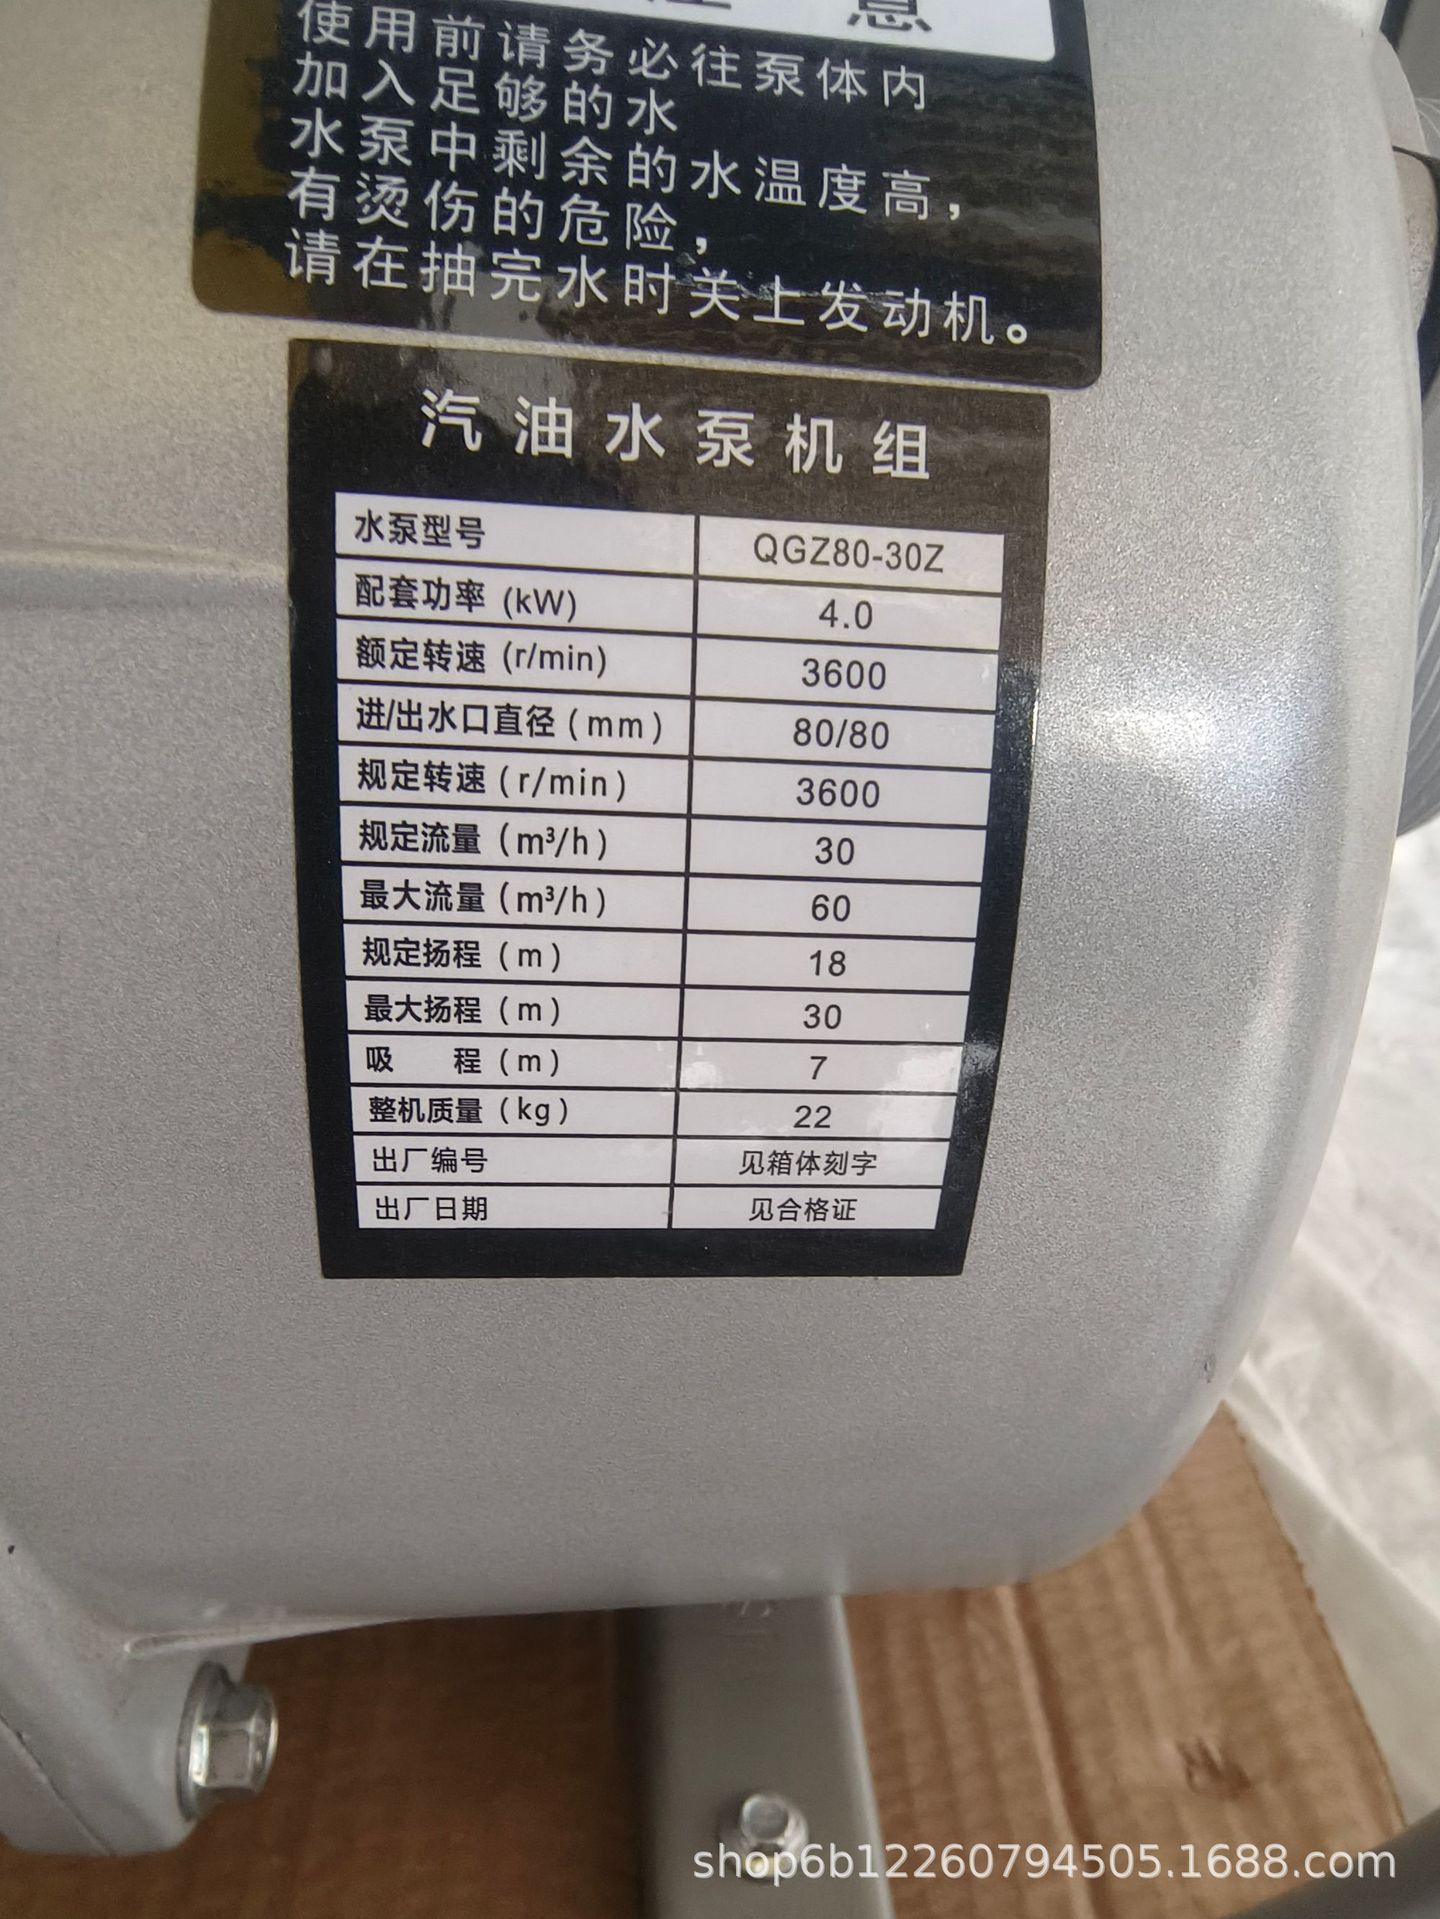 注 意
使用前请务必往泵体内
加入足够的水
水泵中剩余的水温度高，
有烫伤的危险，
请在抽完水时关上发动机。
汽油水泵机组
水泵型号 QGZ80-30Z
配套功率 (kW) 4.0
额定转速 (r/min) 3600
进/出水口直径 (mm) 80/80
规定转速 (r/min) 3600
规定流量 (m³/h) 30
最大流量 (m³/h) 60
规定扬程 (m) 18
最大扬程 (m) 30
吸 程 (m) 7
整机质量 (kg) 22
出厂编号 见箱体刻字
出厂日期 见合格证
shop6b12260794505.1688.com